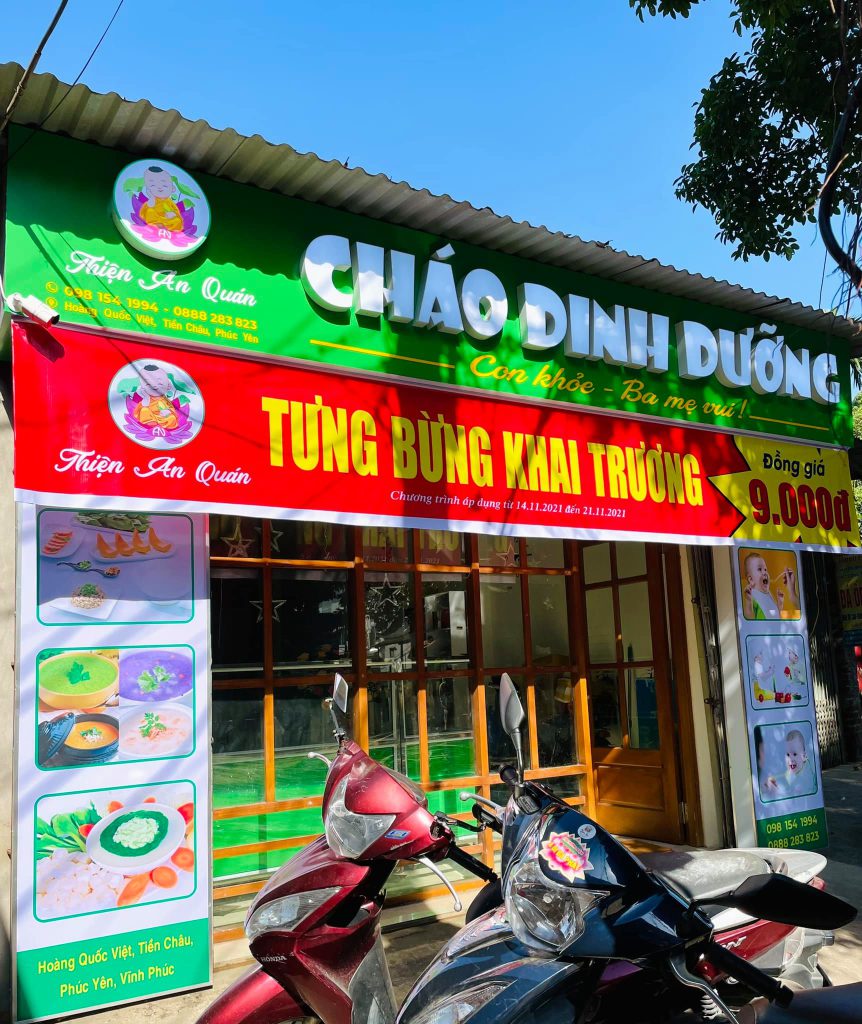 Thiện An Quán
098 154 1994 - 0888 283 823
Hoàng Quốc Việt, Tiền Châu, Phúc Yên
CHÁO DINH DƯỠNG
Con khỏe - Ba mẹ vui !
Thiện An Quán
TƯNG BỪNG KHAI TRƯƠNG
Chương trình áp dụng từ 14.11.2021 đến 21.11.2021
Đồng giá
9.000đ
Hoàng Quốc Việt, Tiền Châu,
Phúc Yên, Vĩnh Phúc
098 154 1994
0888 283 823
HONDA